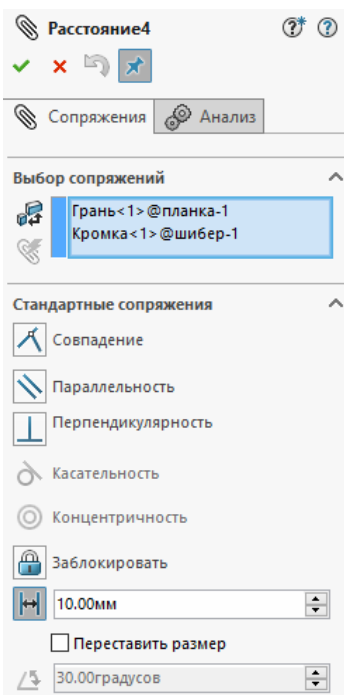 Расстояние4
Сопряжения Анализ
Выбор сопряжений
Грань<1>@планка-1
Кромка<1>@шибер-1
Стандартные сопряжения
Совпадение
Параллельность
Перпендикулярность
Касательность
Концентричность
Заблокировать
10.00мм
Переставить размер
30.00градусов